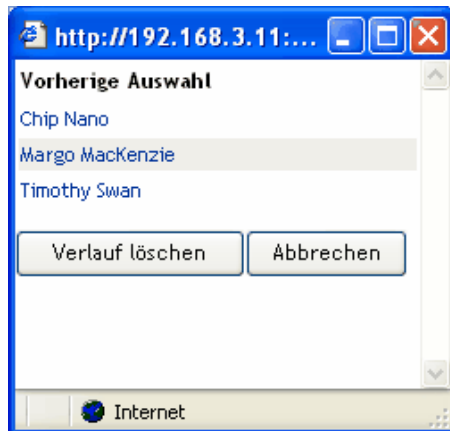 http://192.168.3.11:...
Vorherige Auswahl
Chip Nano
Margo MacKenzie
Timothy Swan
Verlauf löschen Abbrechen
Internet